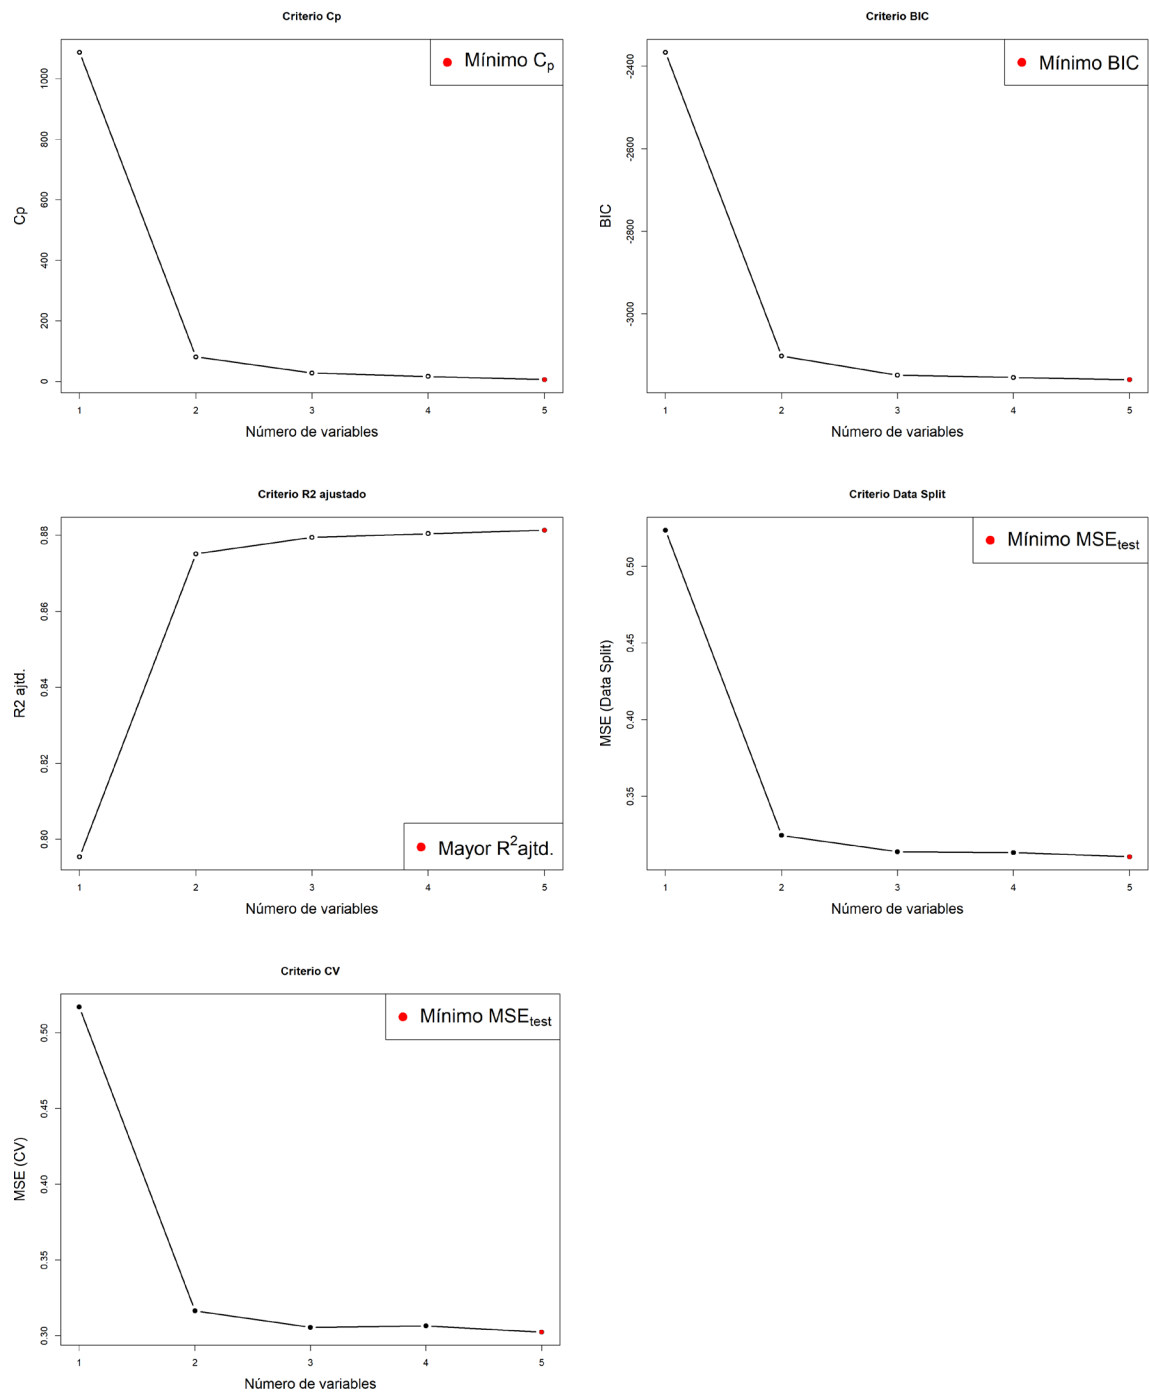 Criterio Cp
Mínimo Cp
1000
800
600
400
200
0
Cp
1 2 3 4 5
Número de variables
Criterio BIC
Mínimo BIC
-2400
-2600
-2800
-3000
BIC
1 2 3 4 5
Número de variables
Criterio R2 ajustado
0.88
0.86
0.84
0.82
0.80
R2 ajtd.
Mayor R²ajtd.
1 2 3 4 5
Número de variables
Criterio Data Split
Mínimo MSEtest
0.50
0.45
0.40
0.35
MSE (Data Split)
1 2 3 4 5
Número de variables
Criterio CV
Mínimo MSEtest
0.50
0.45
0.40
0.35
0.30
MSE (CV)
1 2 3 4 5
Número de variables